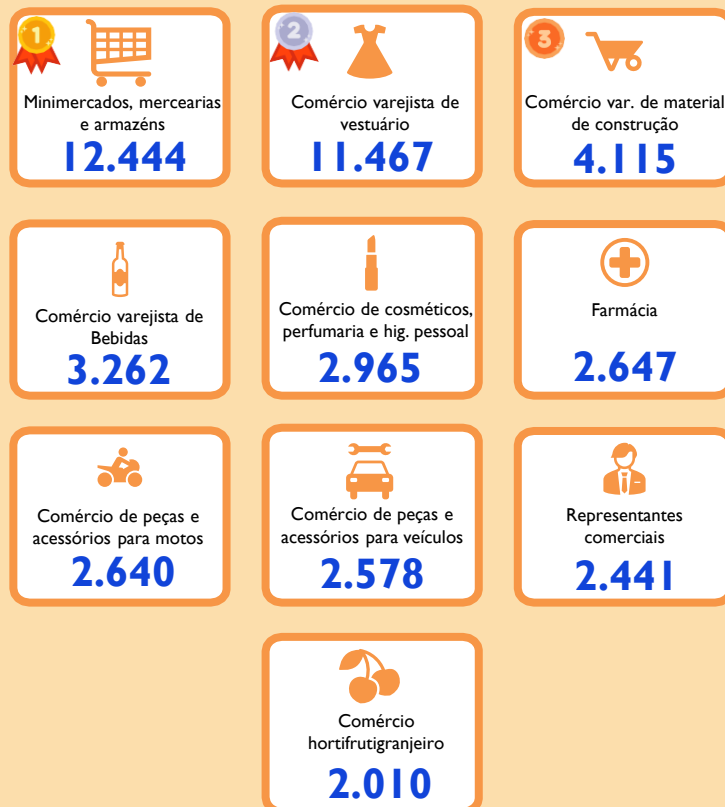 1
Minimercados, mercearias
e armazéns
12.444
2
Comércio varejista de
vestuário
11.467
3
Comércio var. de material
de construção
4.115
Comércio varejista de
Bebidas
3.262
Comércio de cosméticos,
perfumaria e hig. pessoal
2.965
Farmácia
2.647
Comércio de peças e
acessórios para motos
2.640
Comércio de peças e
acessórios para veículos
2.578
Representantes
comerciais
2.441
Comércio
hortifrutigranjeiro
2.010